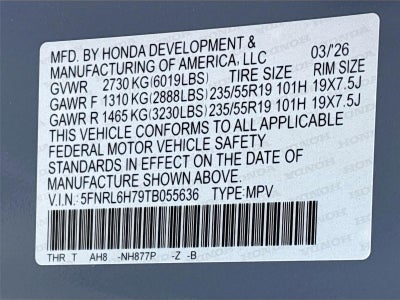 MFD. BY HONDA DEVELOPMENT &
MANUFACTURING OF AMERICA, LLC 03/'26
GVWR 2730 KG(6019LBS) TIRE SIZE RIM SIZE
GAWR F 1310 KG(2888LBS) 235/55R19 101H 19X7.5J
GAWR R 1465 KG(3230LBS) 235/55R19 101H 19X7.5J
THIS VEHICLE CONFORMS TO ALL APPLICABLE
FEDERAL MOTOR VEHICLE SAFETY
STANDARDS IN EFFECT ON THE DATE OF
MANUFACTURE SHOWN ABOVE.
V.I.N: 5FNRL6H79TB055636 TYPE: MPV
THR T AH8 -NH877P -Z -B